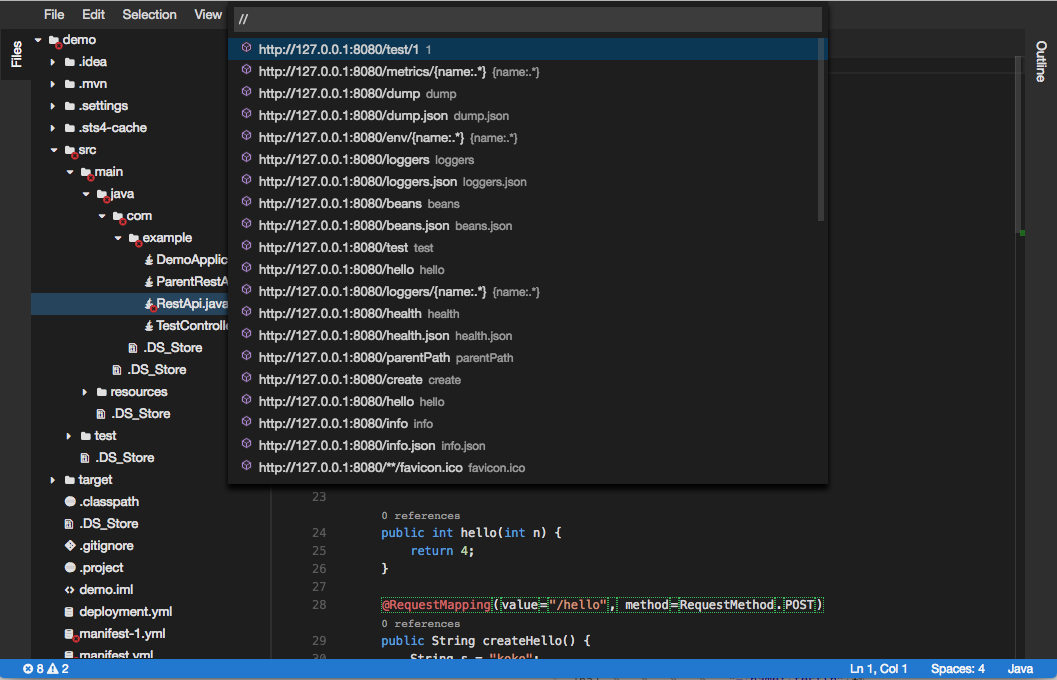 File Edit Selection View
//
Files
Outline
demo
.idea
.mvn
.settings
.sts4-cache
src
main
java
com
example
DemoApplic
ParentRestA
RestApi.java
TestControlle
.DS_Store
.DS_Store
resources
.DS_Store
test
.DS_Store
target
.classpath
.DS_Store
.gitignore
.project
demo.iml
deployment.yml
manifest-1.yml
manifest.yml
http://127.0.0.1:8080/test/1 1
http://127.0.0.1:8080/metrics/{name:.*} {name:.*}
http://127.0.0.1:8080/dump dump
http://127.0.0.1:8080/dump.json dump.json
http://127.0.0.1:8080/env/{name:.*} {name:.*}
http://127.0.0.1:8080/loggers loggers
http://127.0.0.1:8080/loggers.json loggers.json
http://127.0.0.1:8080/beans beans
http://127.0.0.1:8080/beans.json beans.json
http://127.0.0.1:8080/test test
http://127.0.0.1:8080/hello hello
http://127.0.0.1:8080/loggers/{name:.*} {name:.*}
http://127.0.0.1:8080/health health
http://127.0.0.1:8080/health.json health.json
http://127.0.0.1:8080/parentPath parentPath
http://127.0.0.1:8080/create create
http://127.0.0.1:8080/hello hello
http://127.0.0.1:8080/info info
http://127.0.0.1:8080/info.json info.json
http://127.0.0.1:8080/**/favicon.ico favicon.ico
23
0 references
24 public int hello(int n) {
25 return 4;
26 }
27
28 @RequestMapping(value="/hello", method=RequestMethod.POST)
0 references
29 public String createHello() {
30 String s = "koko";
8 2
Ln 1, Col 1 Spaces: 4 Java